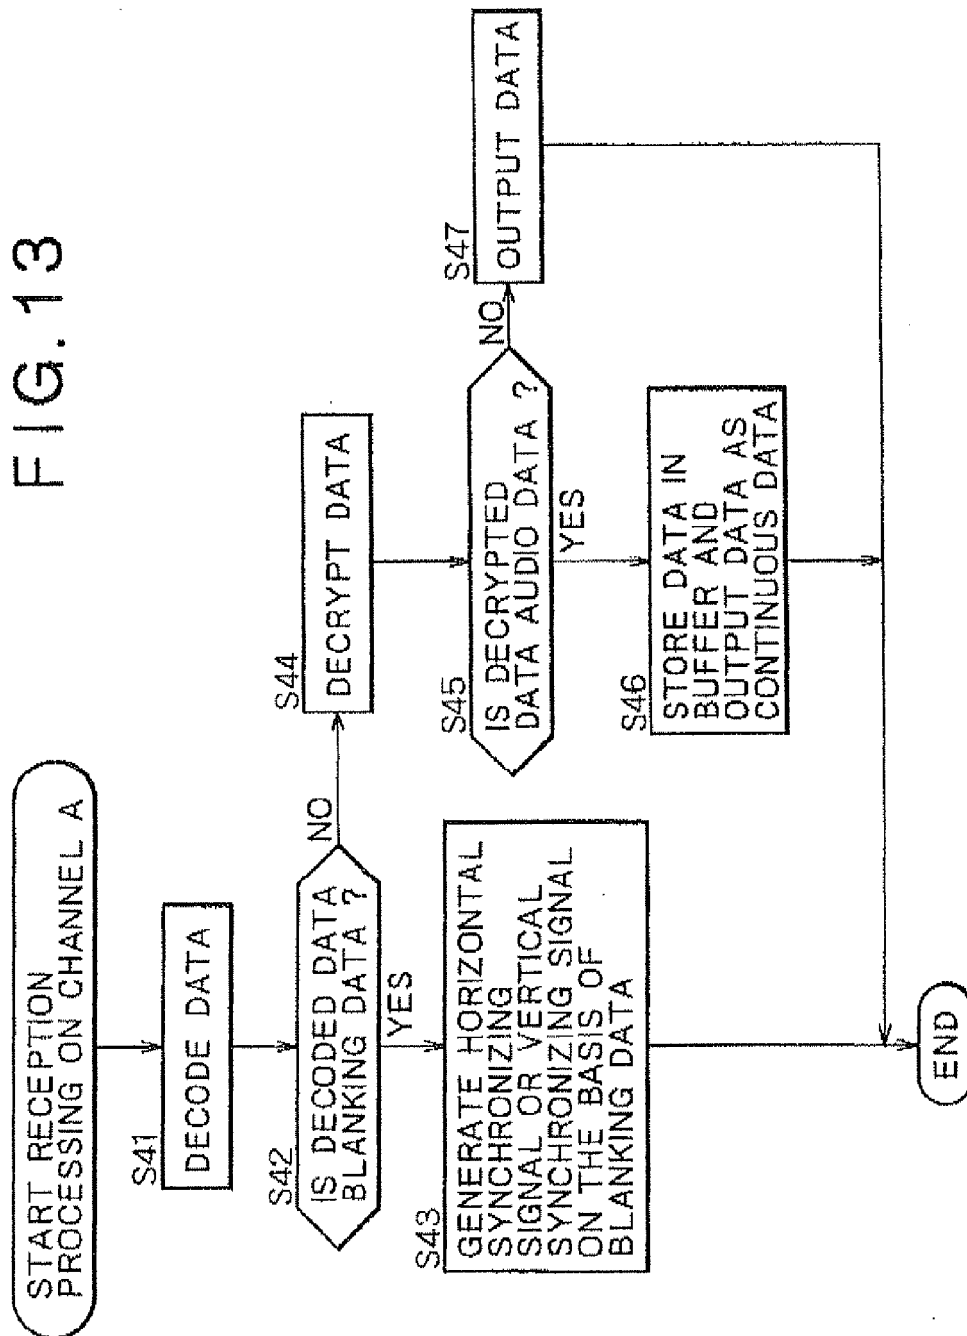 FIG.13
START RECEPTION
PROCESSING ON CHANNEL A
S41
DECODE DATA
S42
IS DECODED DATA
BLANKING DATA ?
NO
YES
S43
GENERATE HORIZONTAL
SYNCHRONIZING
SIGNAL OR VERTICAL
SYNCHRONIZING SIGNAL
ON THE BASIS OF
BLANKING DATA
S44
DECRYPT DATA
S45
IS DECRYPTED
DATA AUDIO DATA ?
NO
YES
S46
STORE DATA IN
BUFFER AND
OUTPUT DATA AS
CONTINUOUS DATA
S47
OUTPUT DATA
END